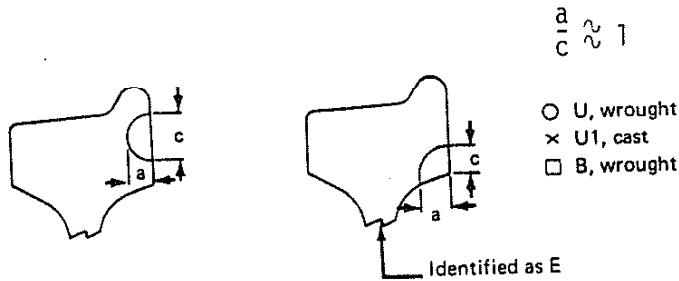 a
c
≈ 1
U, wrought
× U1, cast
B, wrought
c
a
c
a
Identified as E